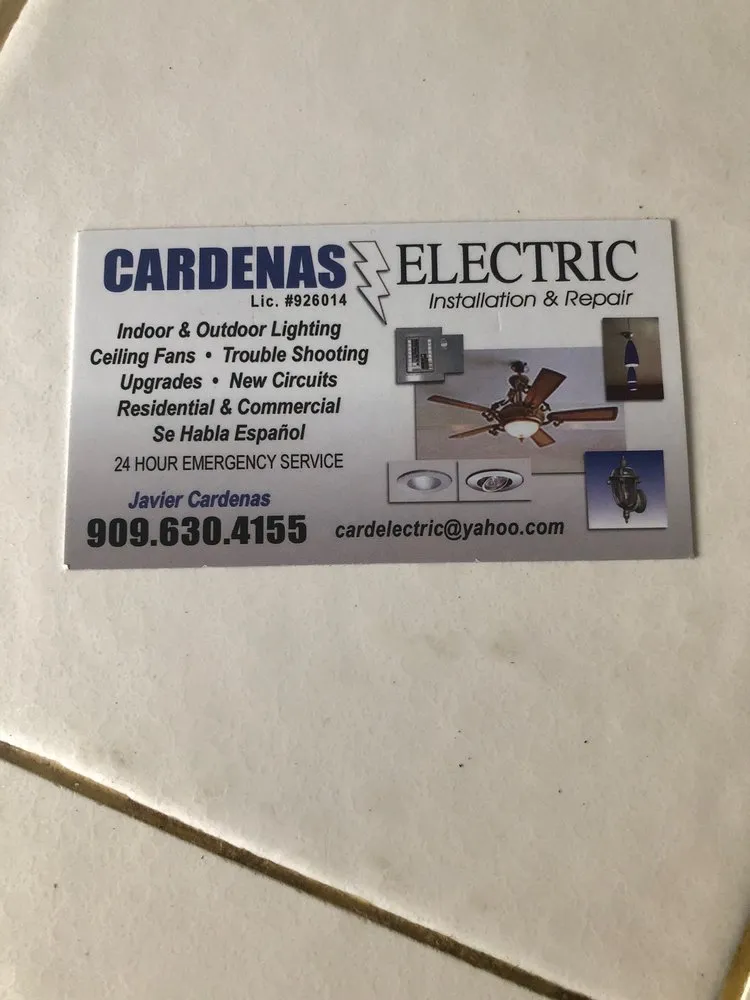 CARDENAS ELECTRIC
Lic. #926014
Installation & Repair
Indoor & Outdoor Lighting
Ceiling Fans • Trouble Shooting
Upgrades • New Circuits
Residential & Commercial
Se Habla Español
24 HOUR EMERGENCY SERVICE
Javier Cardenas
909.630.4155
cardelectric@yahoo.com